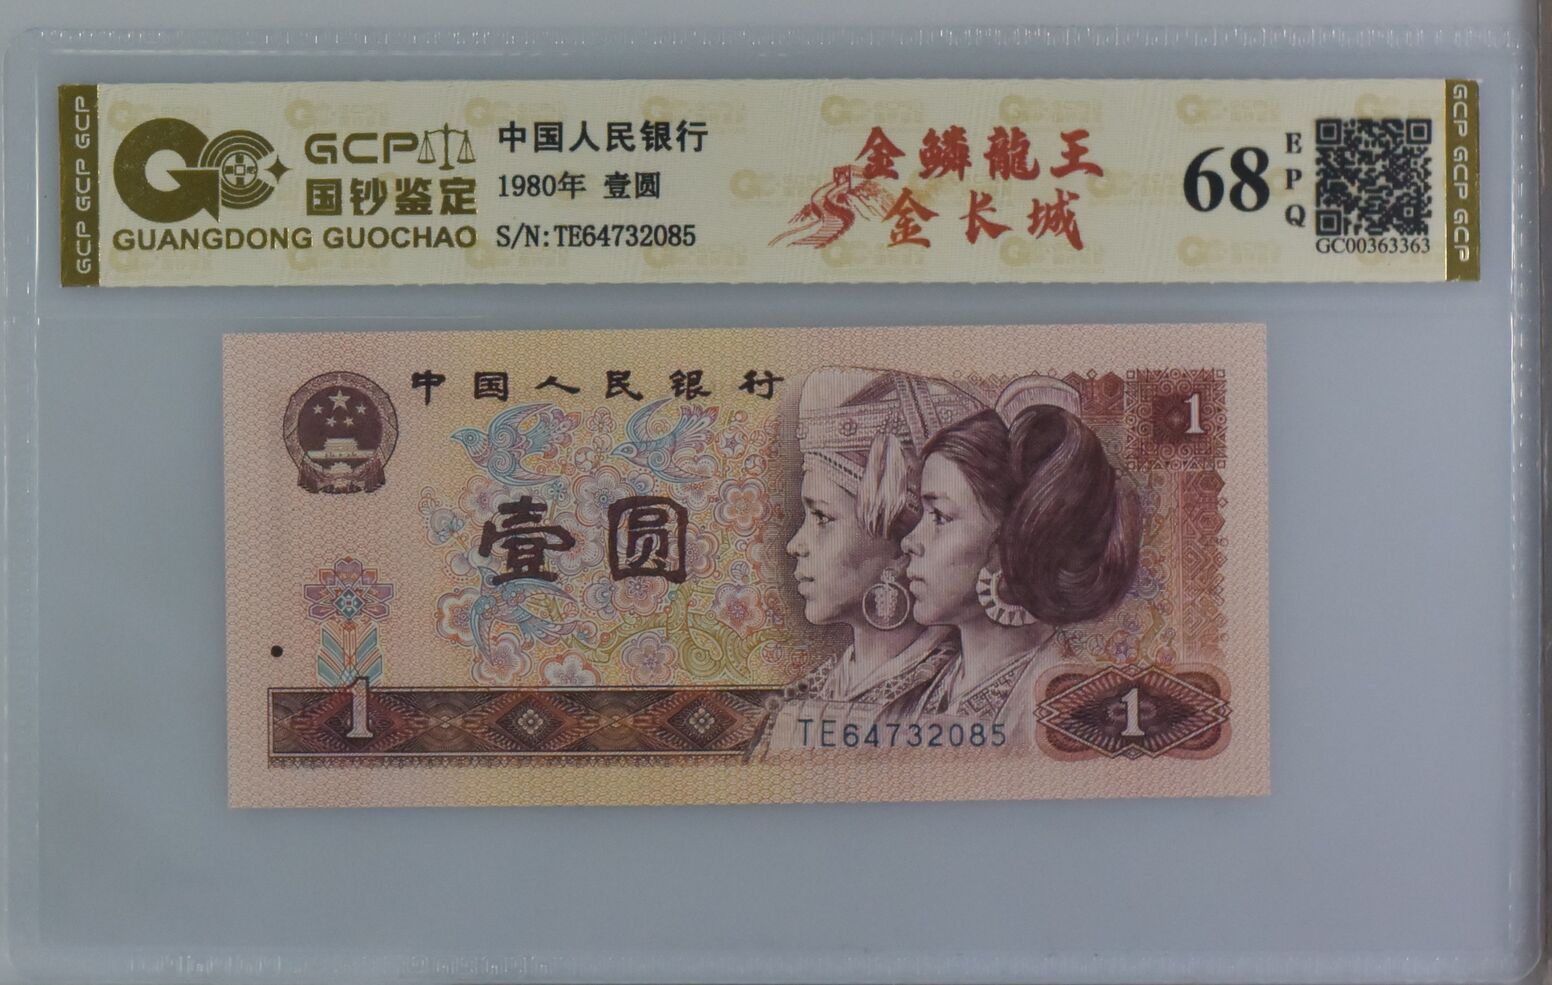 GCP GCP GCP
GCP
国钞鉴定
GUANGDONG GUOCHAO
中国人民银行
1980年 壹圆
S/N:TE64732085
金鳞龍王
金长城
68
EPQ
GC00363363
GCP GCP GCP
中国人民银行
1
壹圆
1
TE64732085
1